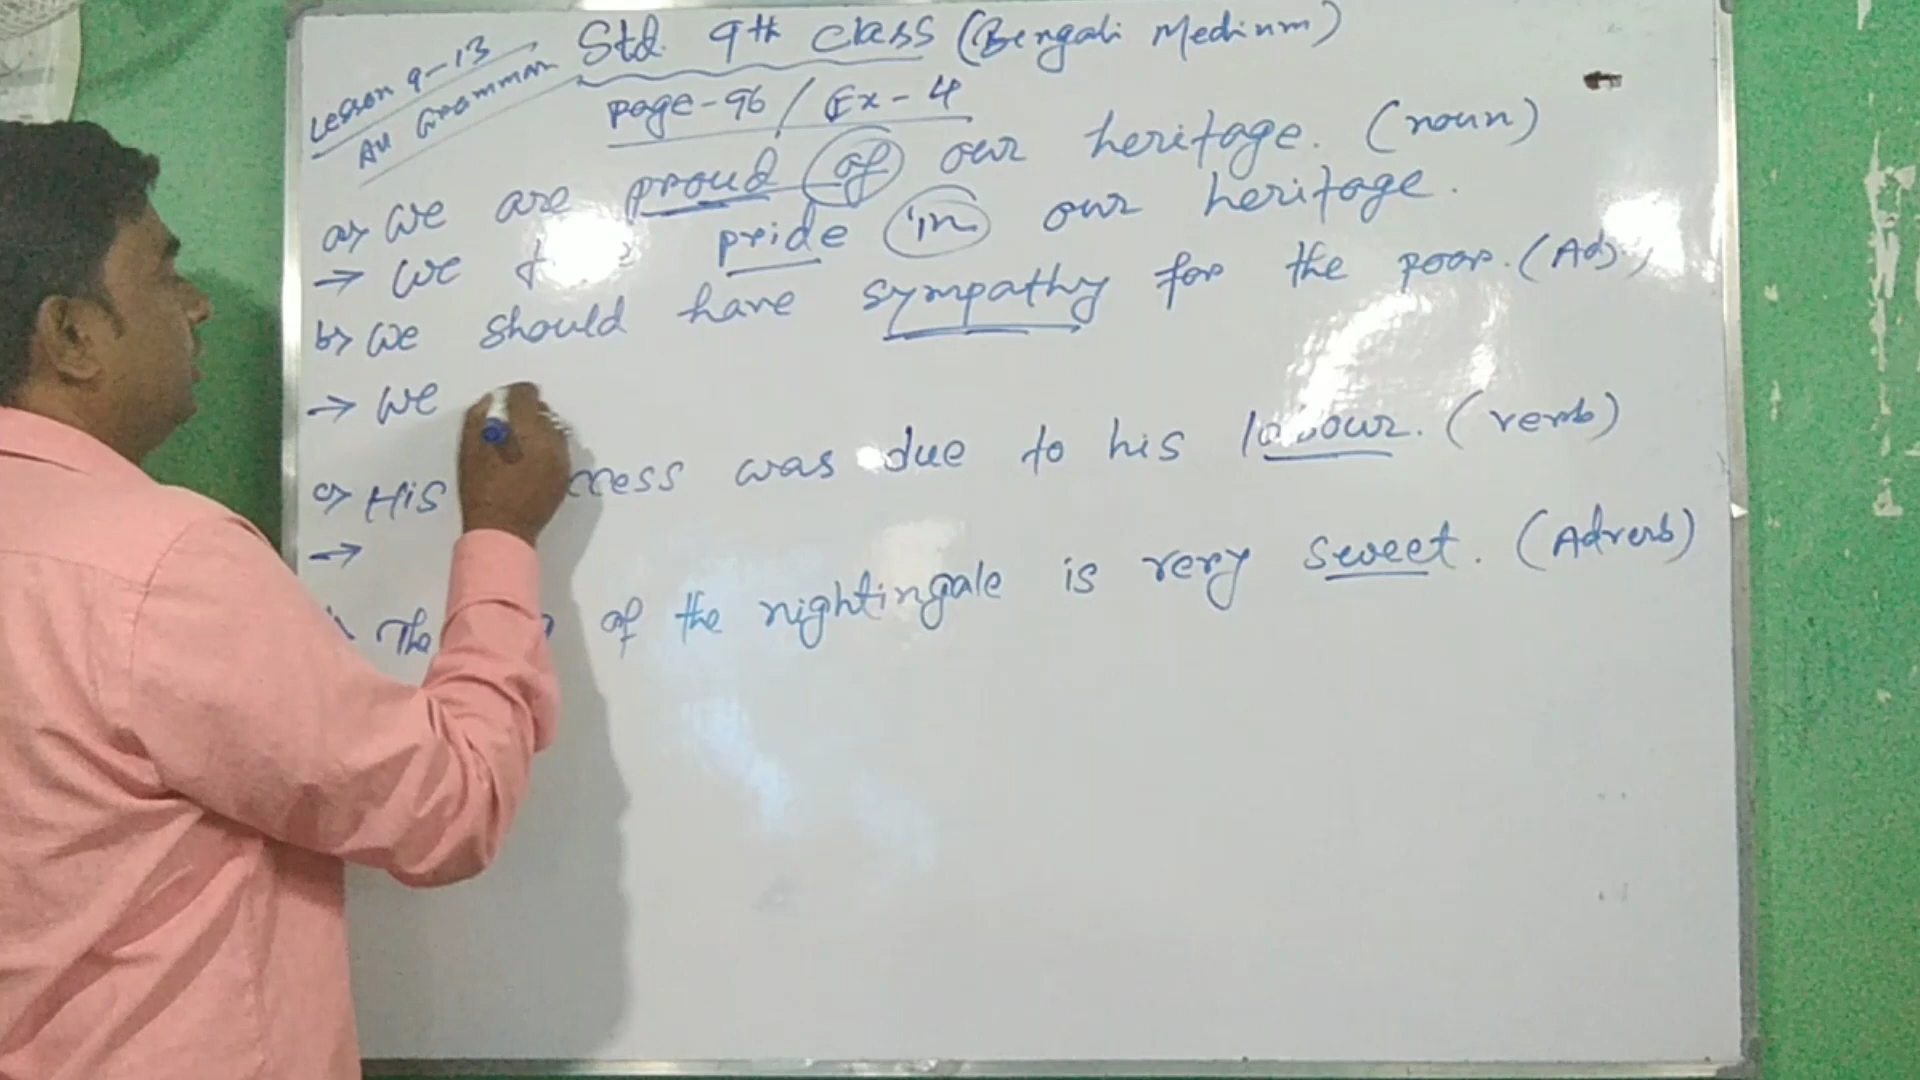 Lesson 9-13
All Grammar
Std. 9th class (Bengali Medium)
Page-96 / Ex-4
a> We are proud of our heritage. (noun)
→ We pride in our heritage.
b> We should have sympathy for the poor. (Adj.)
→ We
c> His was due to his labour. (verb)
→
The of the nightingale is very sweet. (Adverb)